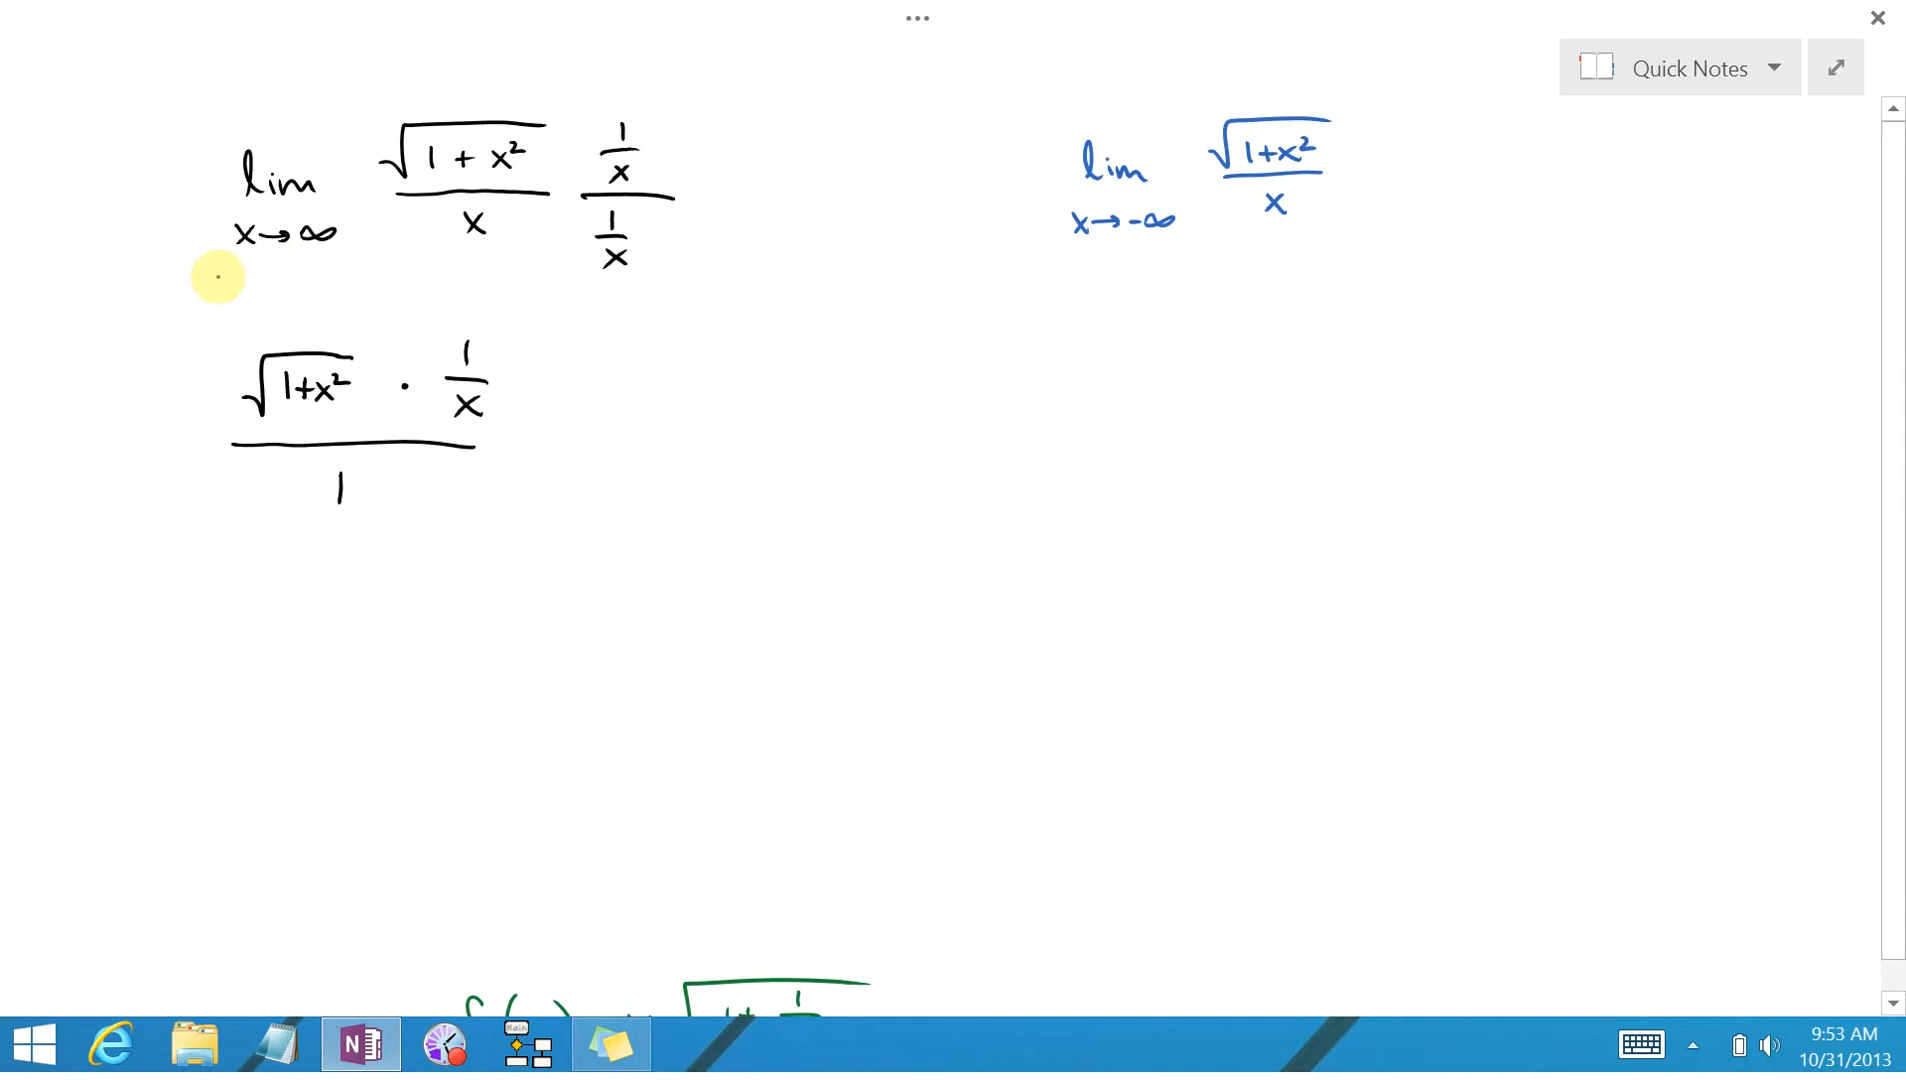 Quick Notes
lim x→∞ √(1 + x²) / x · (1/x) / (1/x)
lim x→-∞ √(1+x²) / x
√(1+x²) · 1/x
1
Main
9:53 AM
10/31/2013